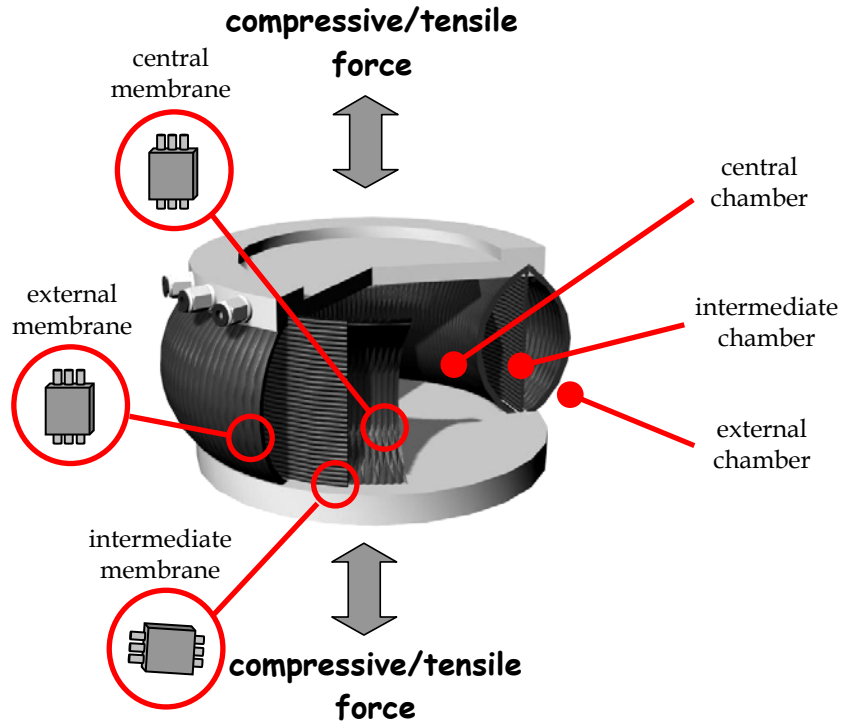 compressive/tensile
force
central
membrane
central
chamber
external
membrane
intermediate
chamber
external
chamber
intermediate
membrane
compressive/tensile
force